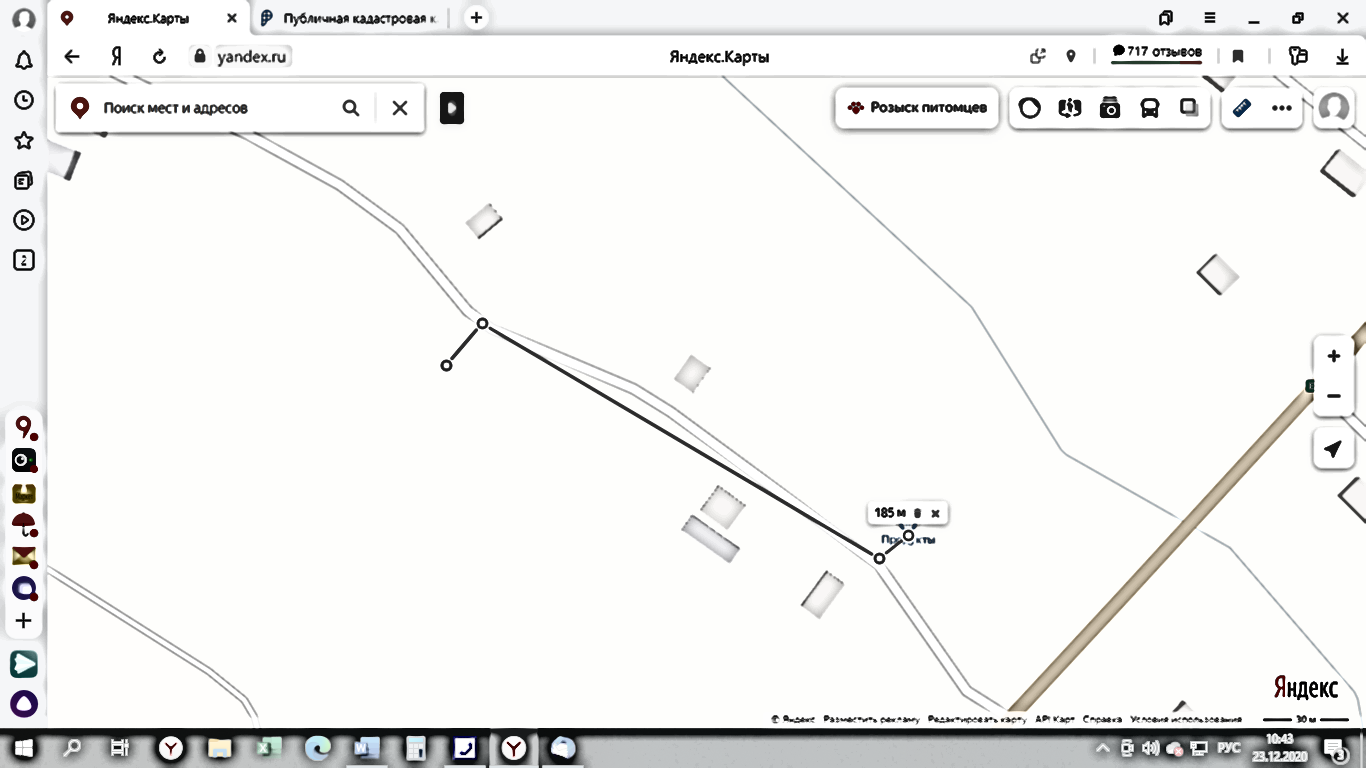 Яндекс.Карты
Публичная кадастровая к
yandex.ru
Яндекс.Карты
717 отзывов
Поиск мест и адресов
Розыск питомцев
185 м
Яндекс
© Яндекс Разместить рекламу Редактировать карту API Карт Справка Условия использования 30 м
РУС
10:43
23.12.2020
3